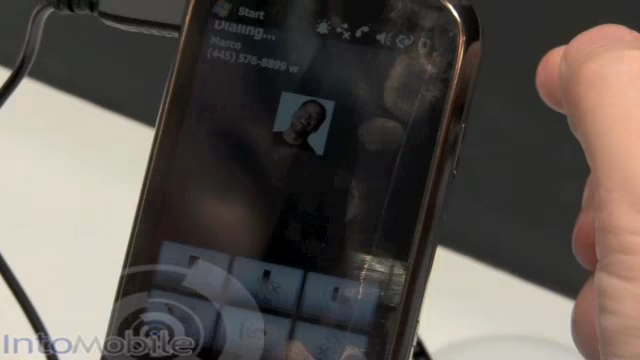 Start
Dialing...
Marco
(445) 576-8899 w
IntoMobile